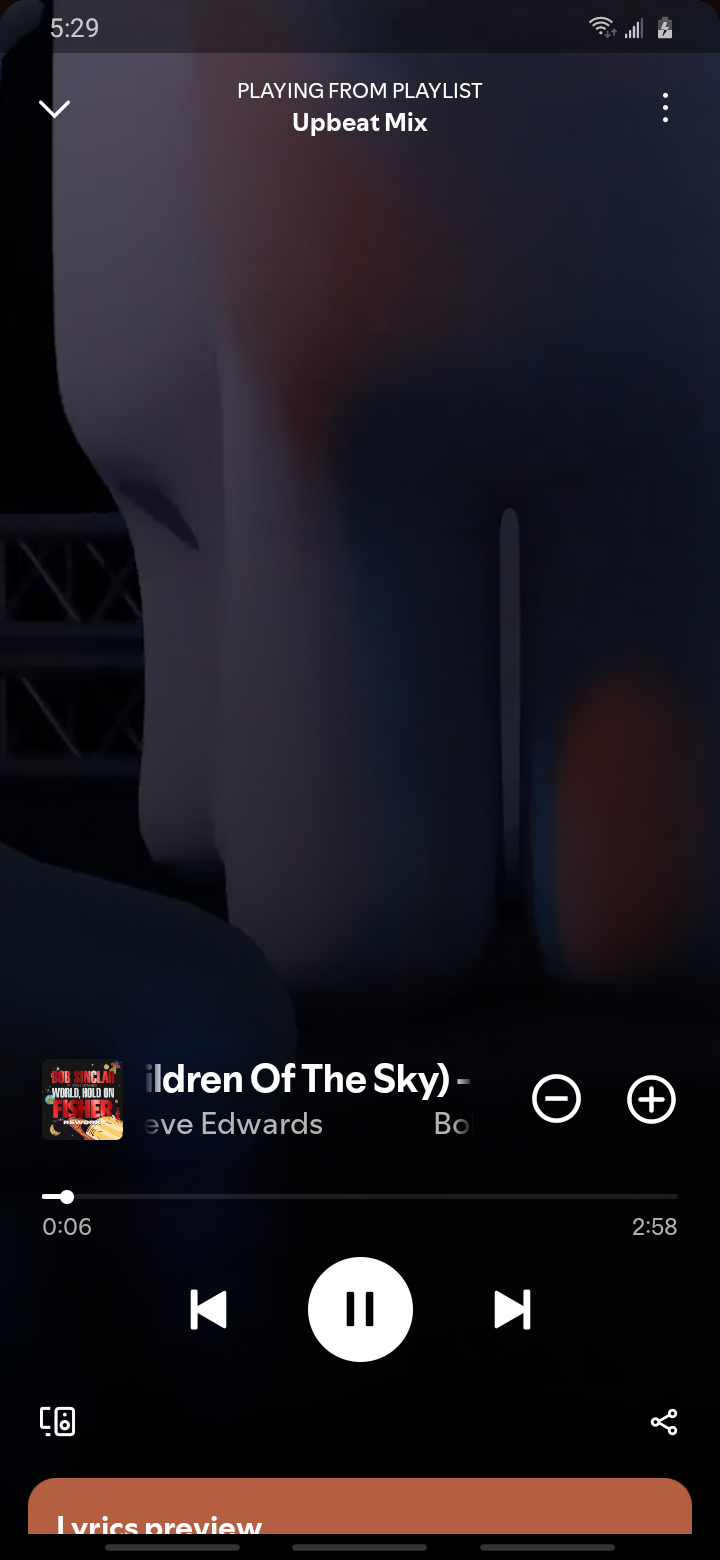 5:29
PLAYING FROM PLAYLIST
Upbeat Mix
BOB SINCLAR
WORLD, HOLD ON
FISHER
REWORK
ildren Of The Sky) -
eve Edwards Bo
0:06 2:58
Lyrics preview